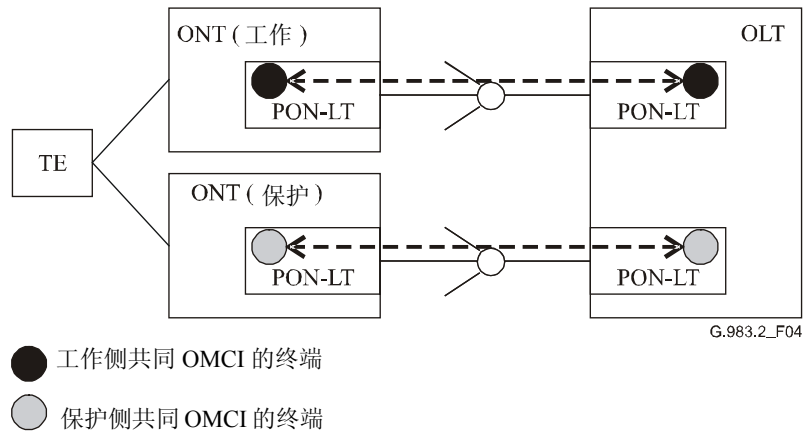 ONT ( 工作 )
OLT
PON-LT
PON-LT
TE
ONT ( 保护 )
PON-LT
PON-LT
G.983.2_F04
工作侧共同 OMCI 的终端
保护侧共同 OMCI 的终端